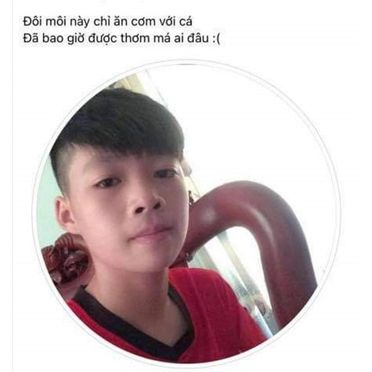 Đôi môi này chỉ ăn cơm với cá
Đã bao giờ được thơm má ai đâu :(